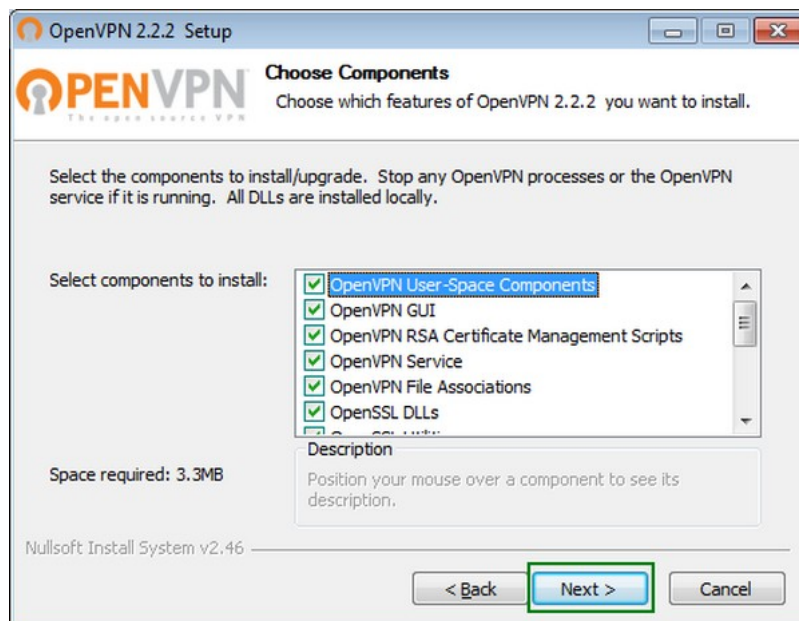 OpenVPN 2.2.2 Setup
OPENVPN
The open source VPN
Choose Components
Choose which features of OpenVPN 2.2.2 you want to install.
Select the components to install/upgrade. Stop any OpenVPN processes or the OpenVPN
service if it is running. All DLLs are installed locally.
Select components to install:
OpenVPN User-Space Components
OpenVPN GUI
OpenVPN RSA Certificate Management Scripts
OpenVPN Service
OpenVPN File Associations
OpenSSL DLLs
Space required: 3.3MB
Description
Position your mouse over a component to see its
description.
Nullsoft Install System v2.46
< Back
Next >
Cancel